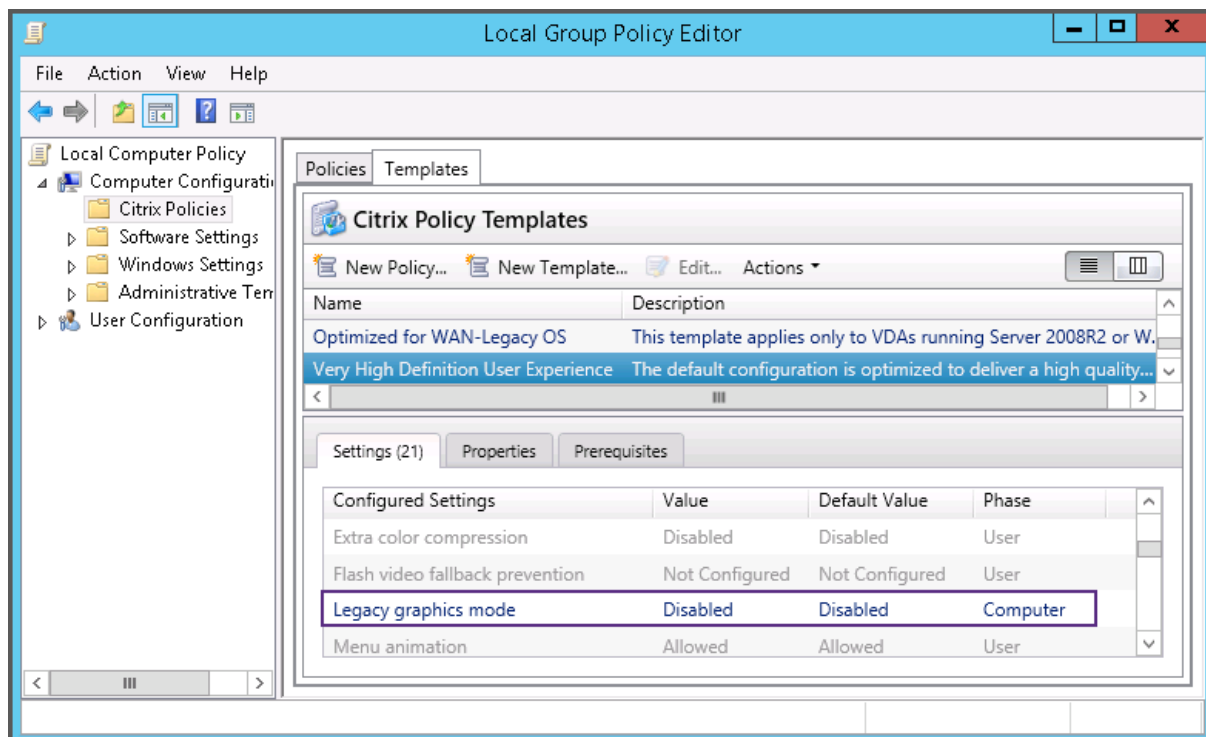 Local Group Policy Editor
File Action View Help
Local Computer Policy
Computer Configurati
Citrix Policies
Software Settings
Windows Settings
Administrative Tem
User Configuration
Policies Templates
Citrix Policy Templates
New Policy... New Template... Edit... Actions
Name Description
Optimized for WAN-Legacy OS This template applies only to VDAs running Server 2008R2 or W.
Very High Definition User Experience The default configuration is optimized to deliver a high quality...
Settings (21) Properties Prerequisites
Configured Settings Value Default Value Phase
Extra color compression Disabled Disabled User
Flash video fallback prevention Not Configured Not Configured User
Legacy graphics mode Disabled Disabled Computer
Menu animation Allowed Allowed User